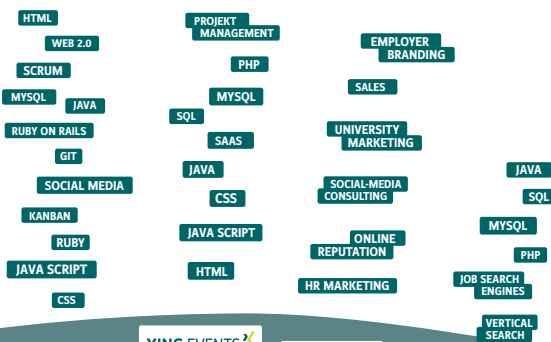 HTML
WEB 2.0
SCRUM
MYSQL
JAVA
RUBY ON RAILS
GIT
SOCIAL MEDIA
KANBAN
RUBY
JAVA SCRIPT
CSS
PROJEKT
MANAGEMENT
PHP
MYSQL
SQL
SAAS
JAVA
CSS
JAVA SCRIPT
HTML
EMPLOYER
BRANDING
SALES
UNIVERSITY
MARKETING
SOCIAL-MEDIA
CONSULTING
ONLINE
REPUTATION
HR MARKETING
JAVA
SQL
MYSQL
PHP
JOB SEARCH
ENGINES
VERTICAL
SEARCH
XING EVENTS